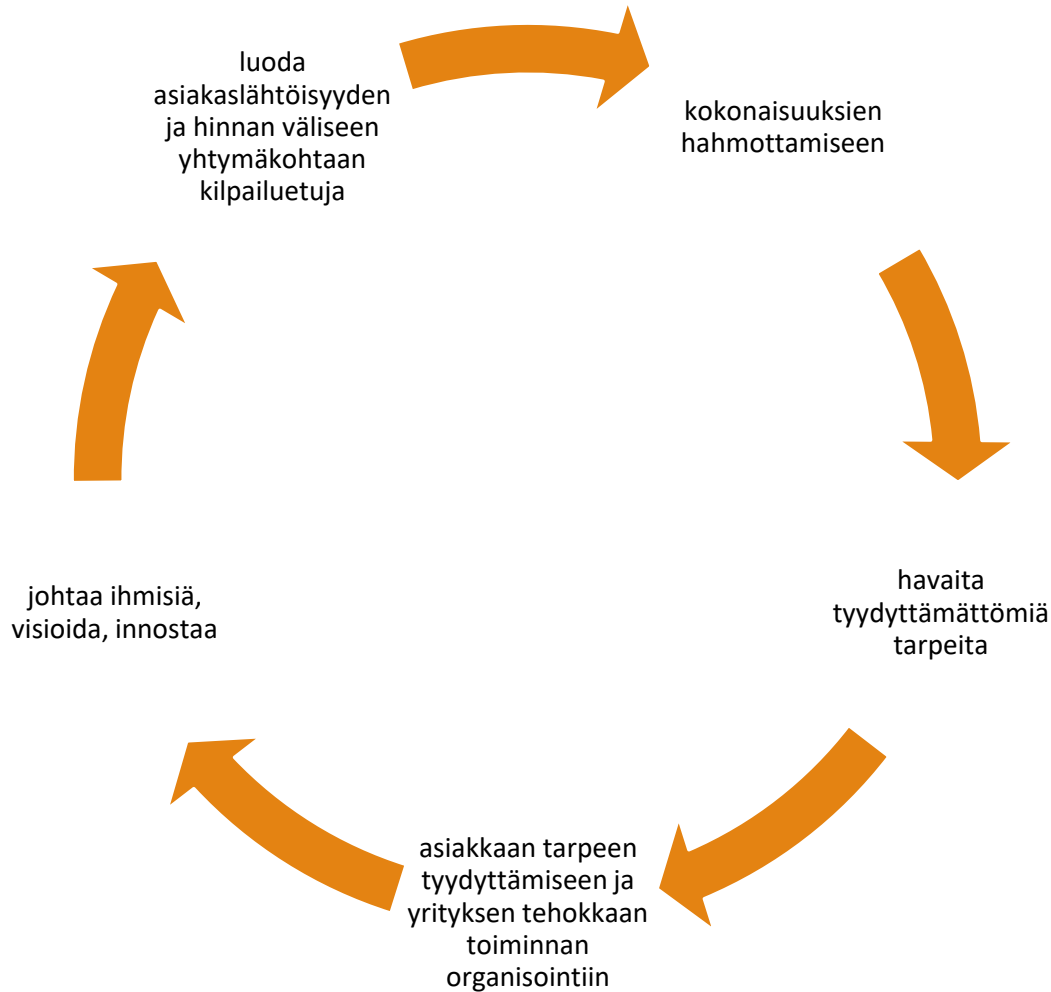 luoda
asiakaslähtöisyyden
ja hinnan väliseen
yhtymäkohtaan
kilpailuetuja
kokonaisuuksien
hahmottamiseen
havaita
tyydyttämättömiä
tarpeita
asiakkaan tarpeen
tyydyttämiseen ja
yrityksen tehokkaan
toiminnan
organisointiin
johtaa ihmisiä,
visioida, innostaa